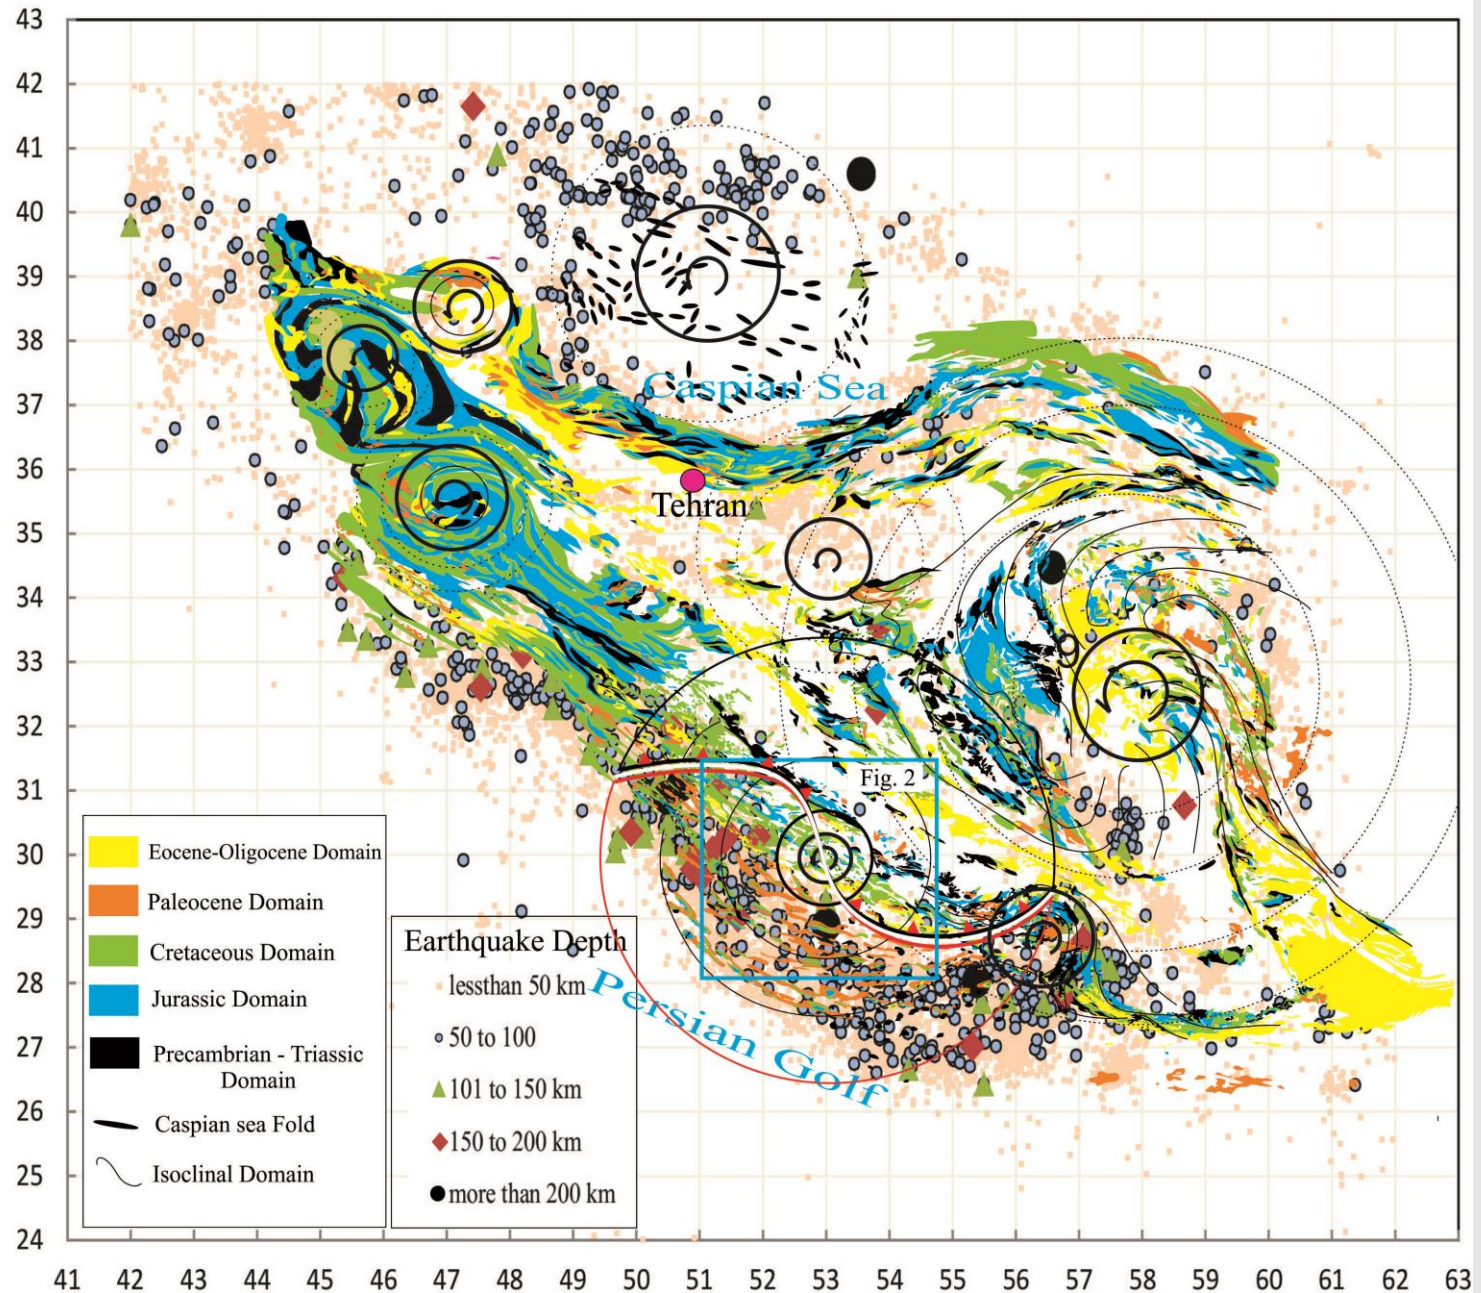 43
42
41
40
39
38
37
36
35
34
33
32
31
30
29
28
27
26
25
24
41 42 43 44 45 46 47 48 49 50 51 52 53 54 55 56 57 58 59 60 61 62 63
Caspian Sea
Tehran
Fig. 2
Persian Golf
Eocene-Oligocene Domain
Paleocene Domain
Cretaceous Domain
Jurassic Domain
Precambrian - Triassic
Domain
Caspian sea Fold
Isoclinal Domain
Earthquake Depth
lessthan 50 km
50 to 100
101 to 150 km
150 to 200 km
more than 200 km